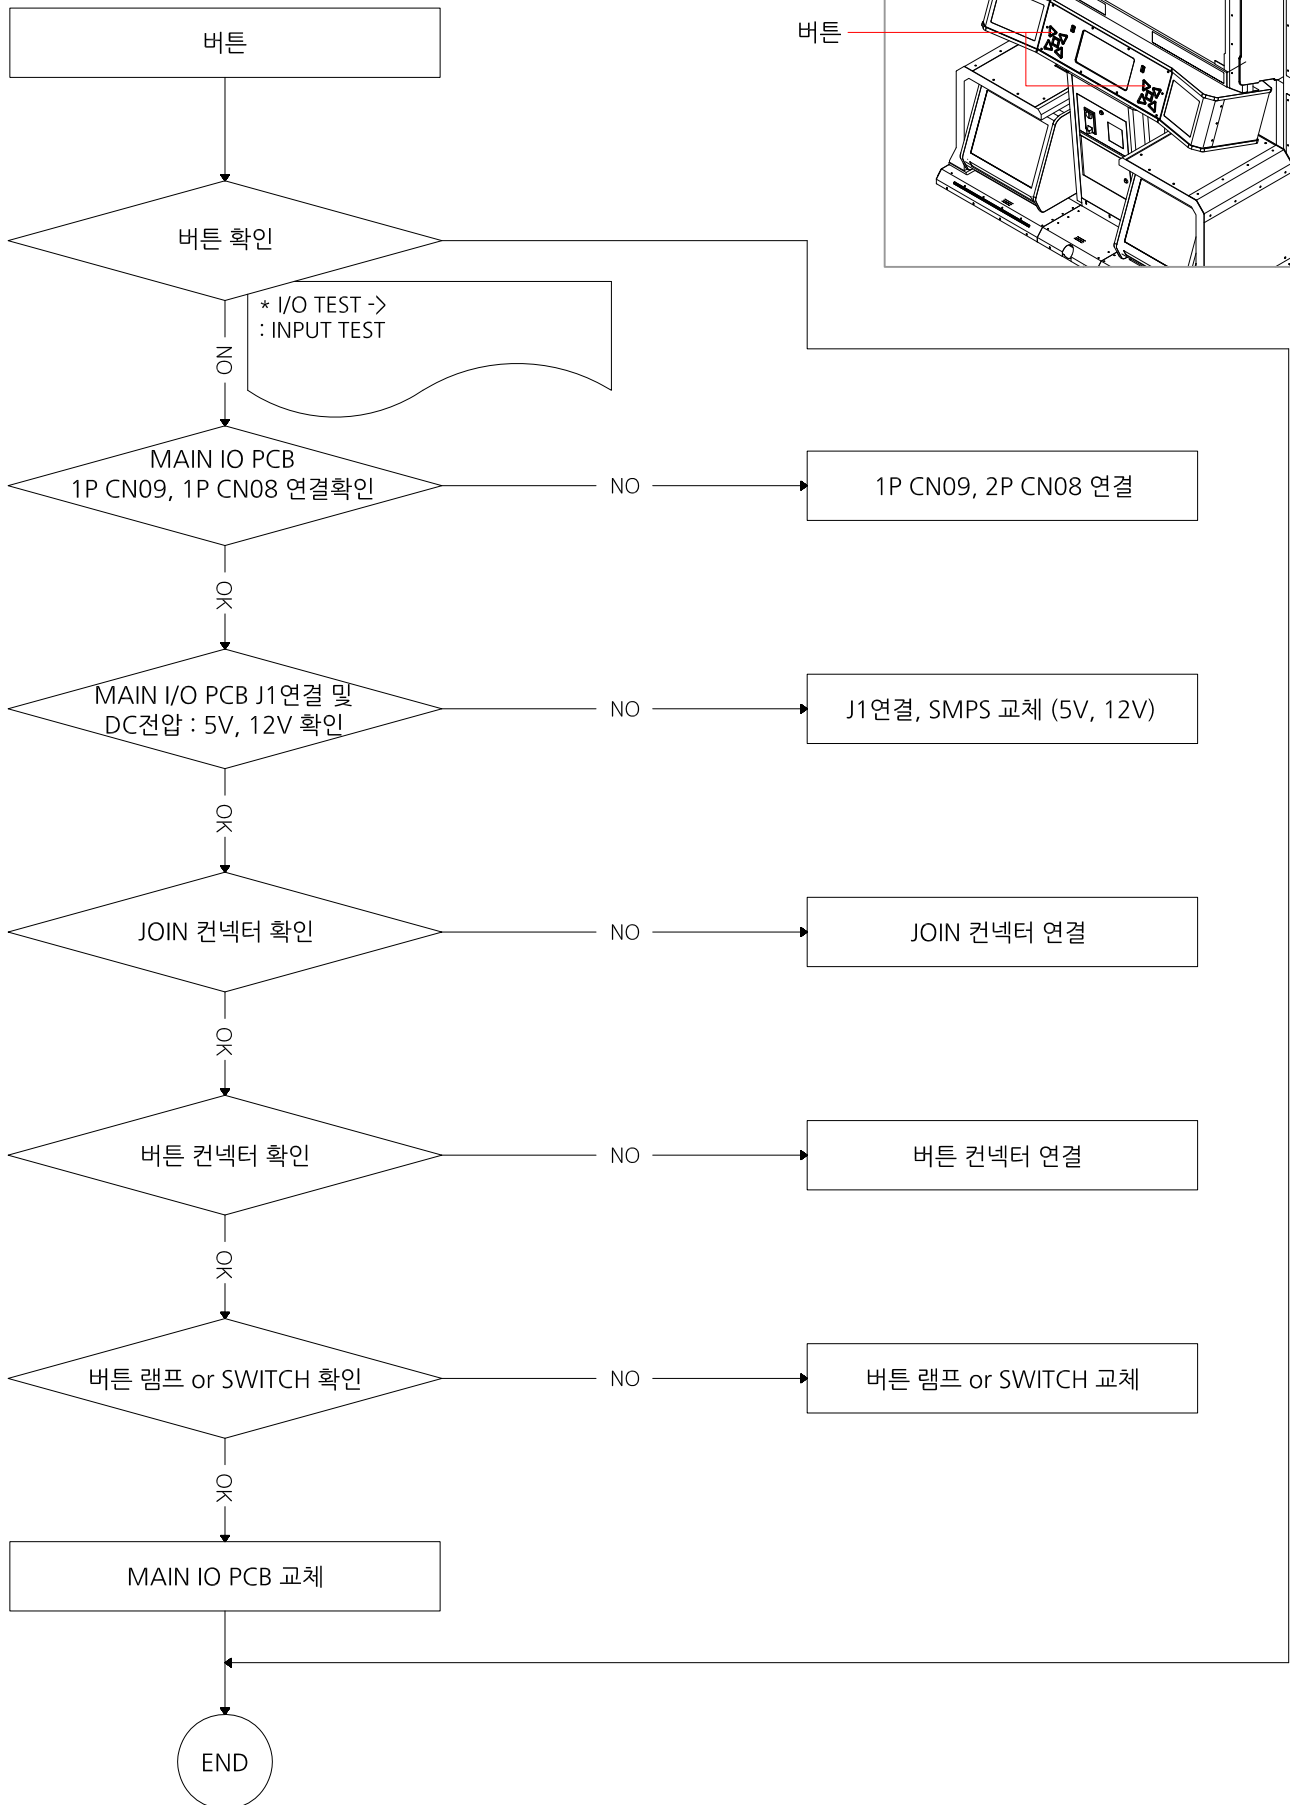 버튼
버튼
버튼 확인
* I/O TEST ->
: INPUT TEST
NO
MAIN IO PCB
1P CN09, 1P CN08 연결확인
NO
1P CN09, 2P CN08 연결
OK
MAIN I/O PCB J1연결 및
DC전압 : 5V, 12V 확인
NO
J1연결, SMPS 교체 (5V, 12V)
OK
JOIN 컨넥터 확인
NO
JOIN 컨넥터 연결
OK
버튼 컨넥터 확인
NO
버튼 컨넥터 연결
OK
버튼 램프 or SWITCH 확인
NO
버튼 램프 or SWITCH 교체
OK
MAIN IO PCB 교체
END